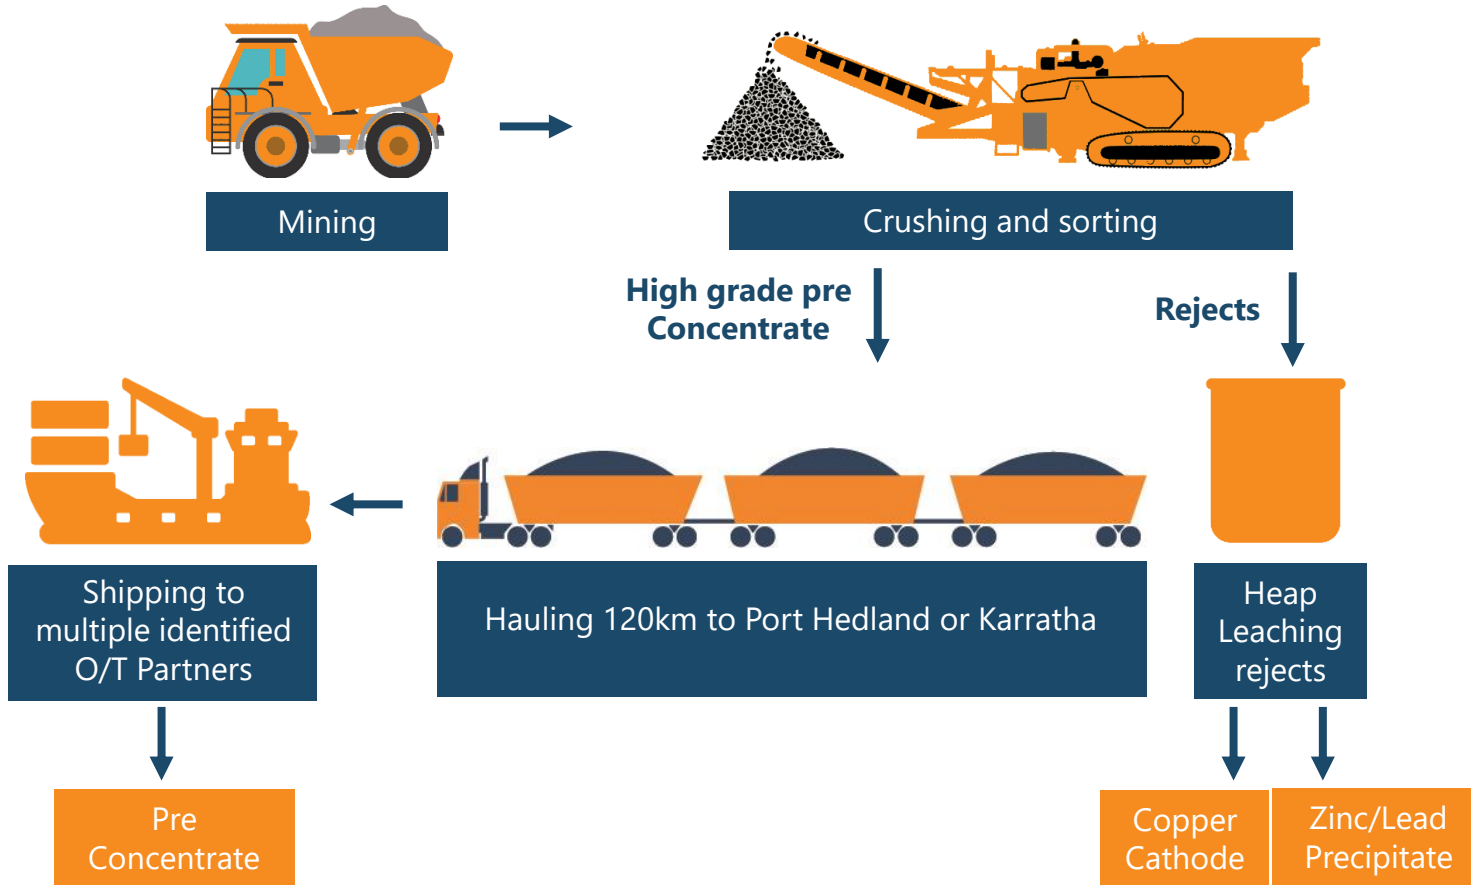 Mining
Crushing and sorting
High grade pre
Concentrate
Rejects
Shipping to
multiple identified
O/T Partners
Hauling 120km to Port Hedland or Karratha
Heap
Leaching
rejects
Pre
Concentrate
Copper
Cathode
Zinc/Lead
Precipitate